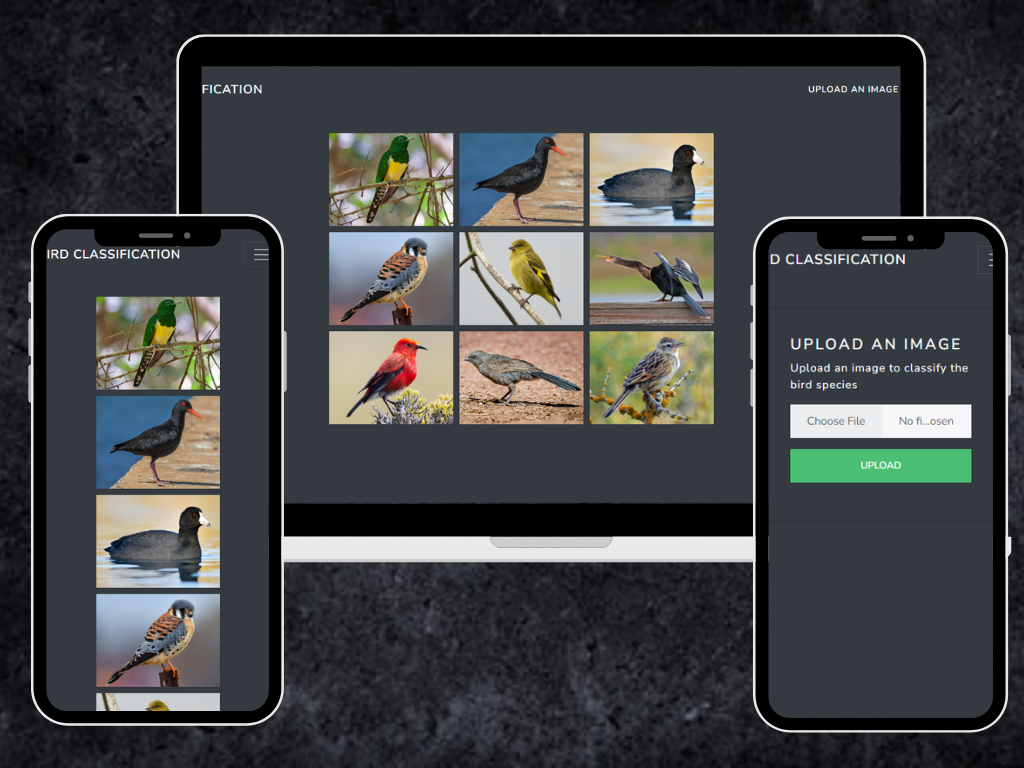 FICATION
UPLOAD AN IMAGE
IRD CLASSIFICATION
D CLASSIFICATION
UPLOAD AN IMAGE
Upload an image to classify the
bird species
Choose File No fi...osen
UPLOAD